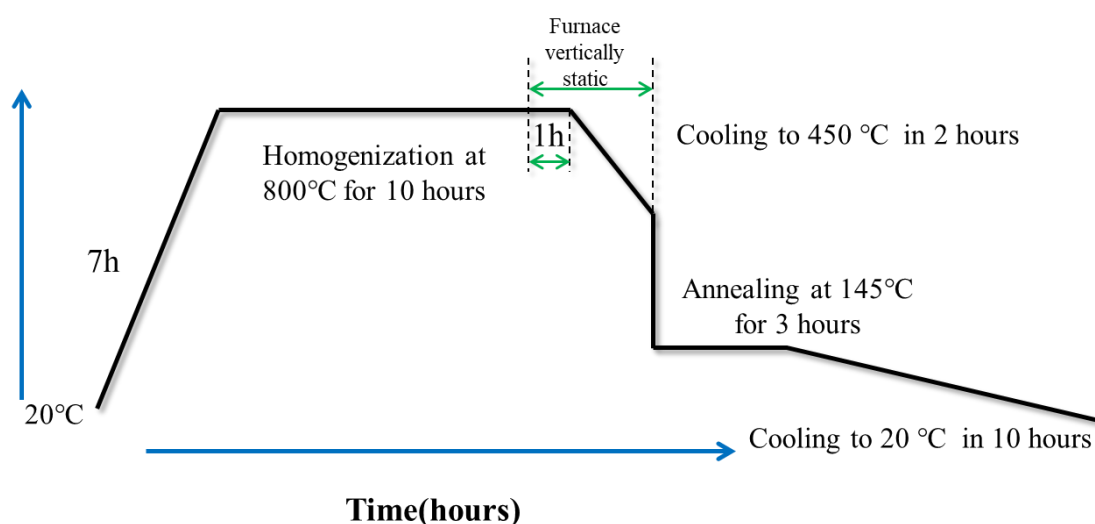 Furnace
vertically
static
1h
Cooling to 450 ℃ in 2 hours
Homogenization at
800℃ for 10 hours
7h
Annealing at 145℃
for 3 hours
20℃
Cooling to 20 ℃ in 10 hours
Time(hours)